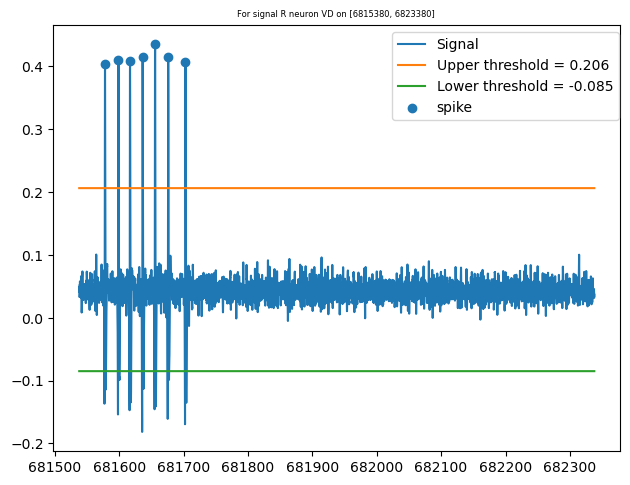 For signal R neuron VD on [6815380, 6823380]
Signal
Upper threshold = 0.206
Lower threshold = -0.085
spike
0.4
0.3
0.2
0.1
0.0
−0.1
−0.2
681500 681600 681700 681800 681900 682000 682100 682200 682300